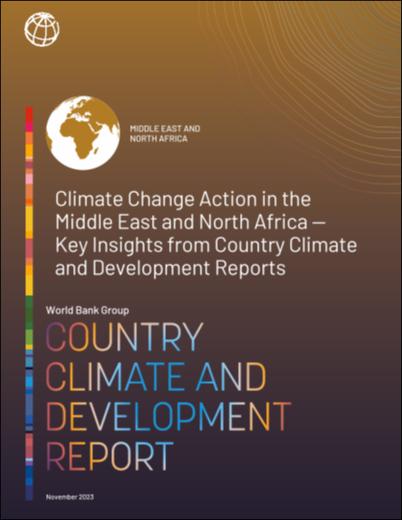 MIDDLE EAST AND
NORTH AFRICA
Climate Change Action in the
Middle East and North Africa —
Key Insights from Country Climate
and Development Reports
World Bank Group
COUNTRY
CLIMATE AND
DEVELOPMENT
REPORT
November 2023